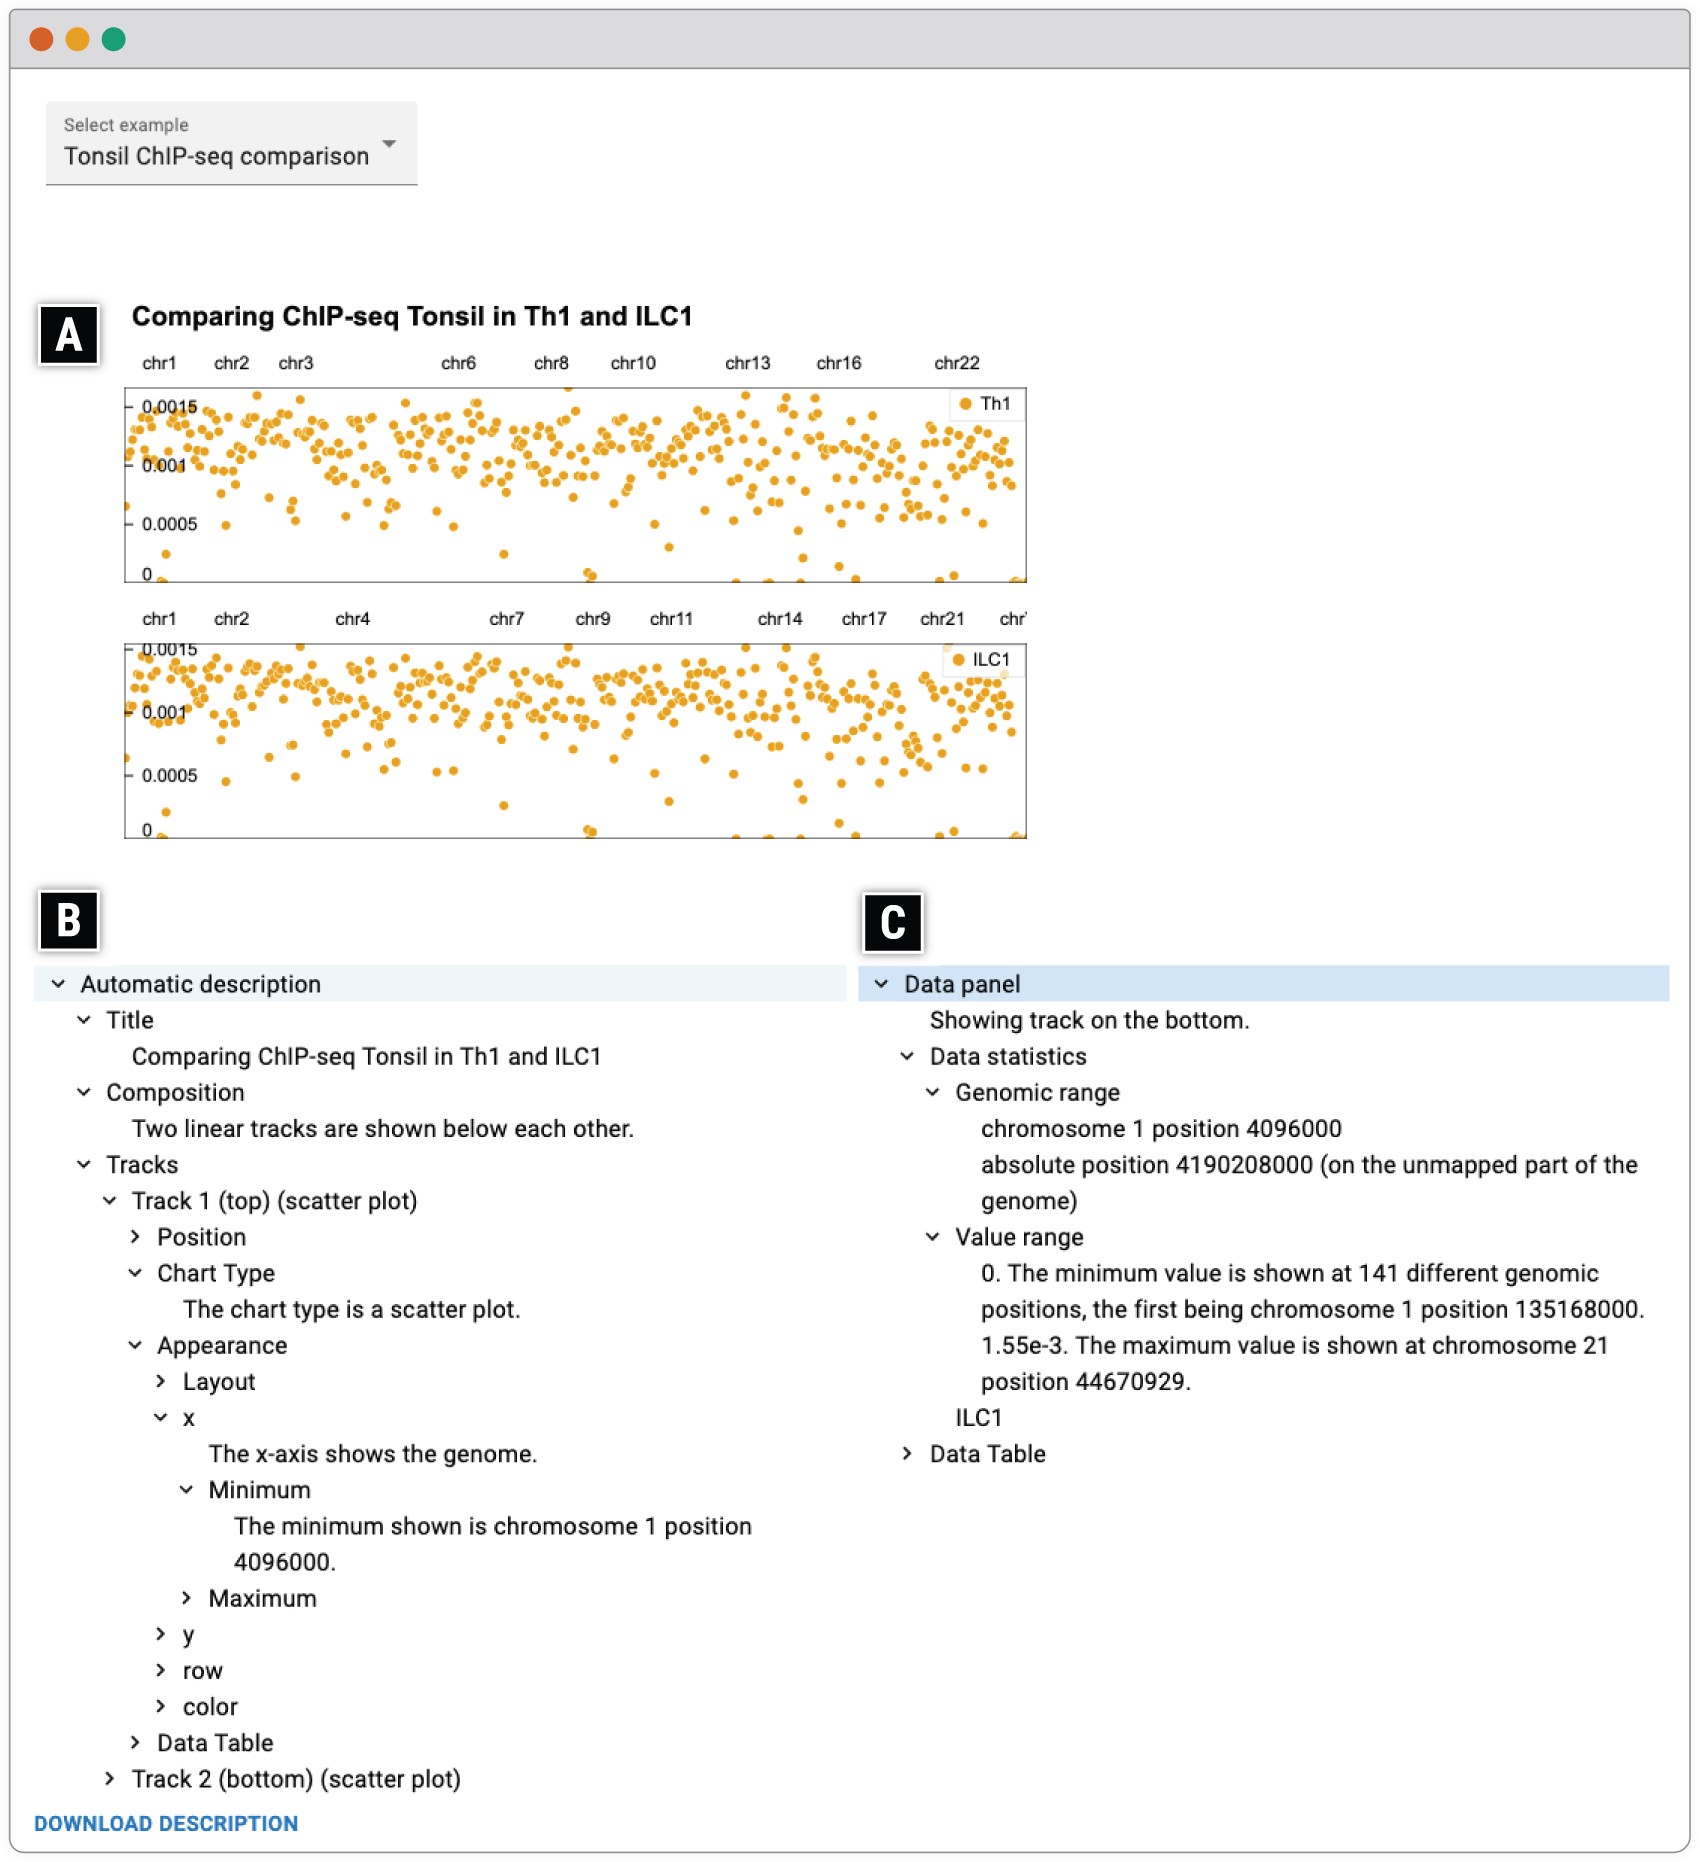 Select example
Tonsil ChIP-seq comparison
A
Comparing ChIP-seq Tonsil in Th1 and ILC1
chr1 chr2 chr3 chr6 chr8 chr10 chr13 chr16 chr22
0.0015
Th1
0.001
0.0005
0
chr1 chr2 chr4 chr7 chr9 chr11 chr14 chr17 chr21 chr
0.0015
ILC1
0.001
0.0005
0
B
Automatic description
Title
Comparing ChIP-seq Tonsil in Th1 and ILC1
Composition
Two linear tracks are shown below each other.
Tracks
Track 1 (top) (scatter plot)
Position
Chart Type
The chart type is a scatter plot.
Appearance
Layout
x
The x-axis shows the genome.
Minimum
The minimum shown is chromosome 1 position
4096000.
Maximum
y
row
color
Data Table
Track 2 (bottom) (scatter plot)
DOWNLOAD DESCRIPTION
C
Data panel
Showing track on the bottom.
Data statistics
Genomic range
chromosome 1 position 4096000
absolute position 4190208000 (on the unmapped part of the
genome)
Value range
0. The minimum value is shown at 141 different genomic
positions, the first being chromosome 1 position 135168000.
1.55e-3. The maximum value is shown at chromosome 21
position 44670929.
ILC1
Data Table